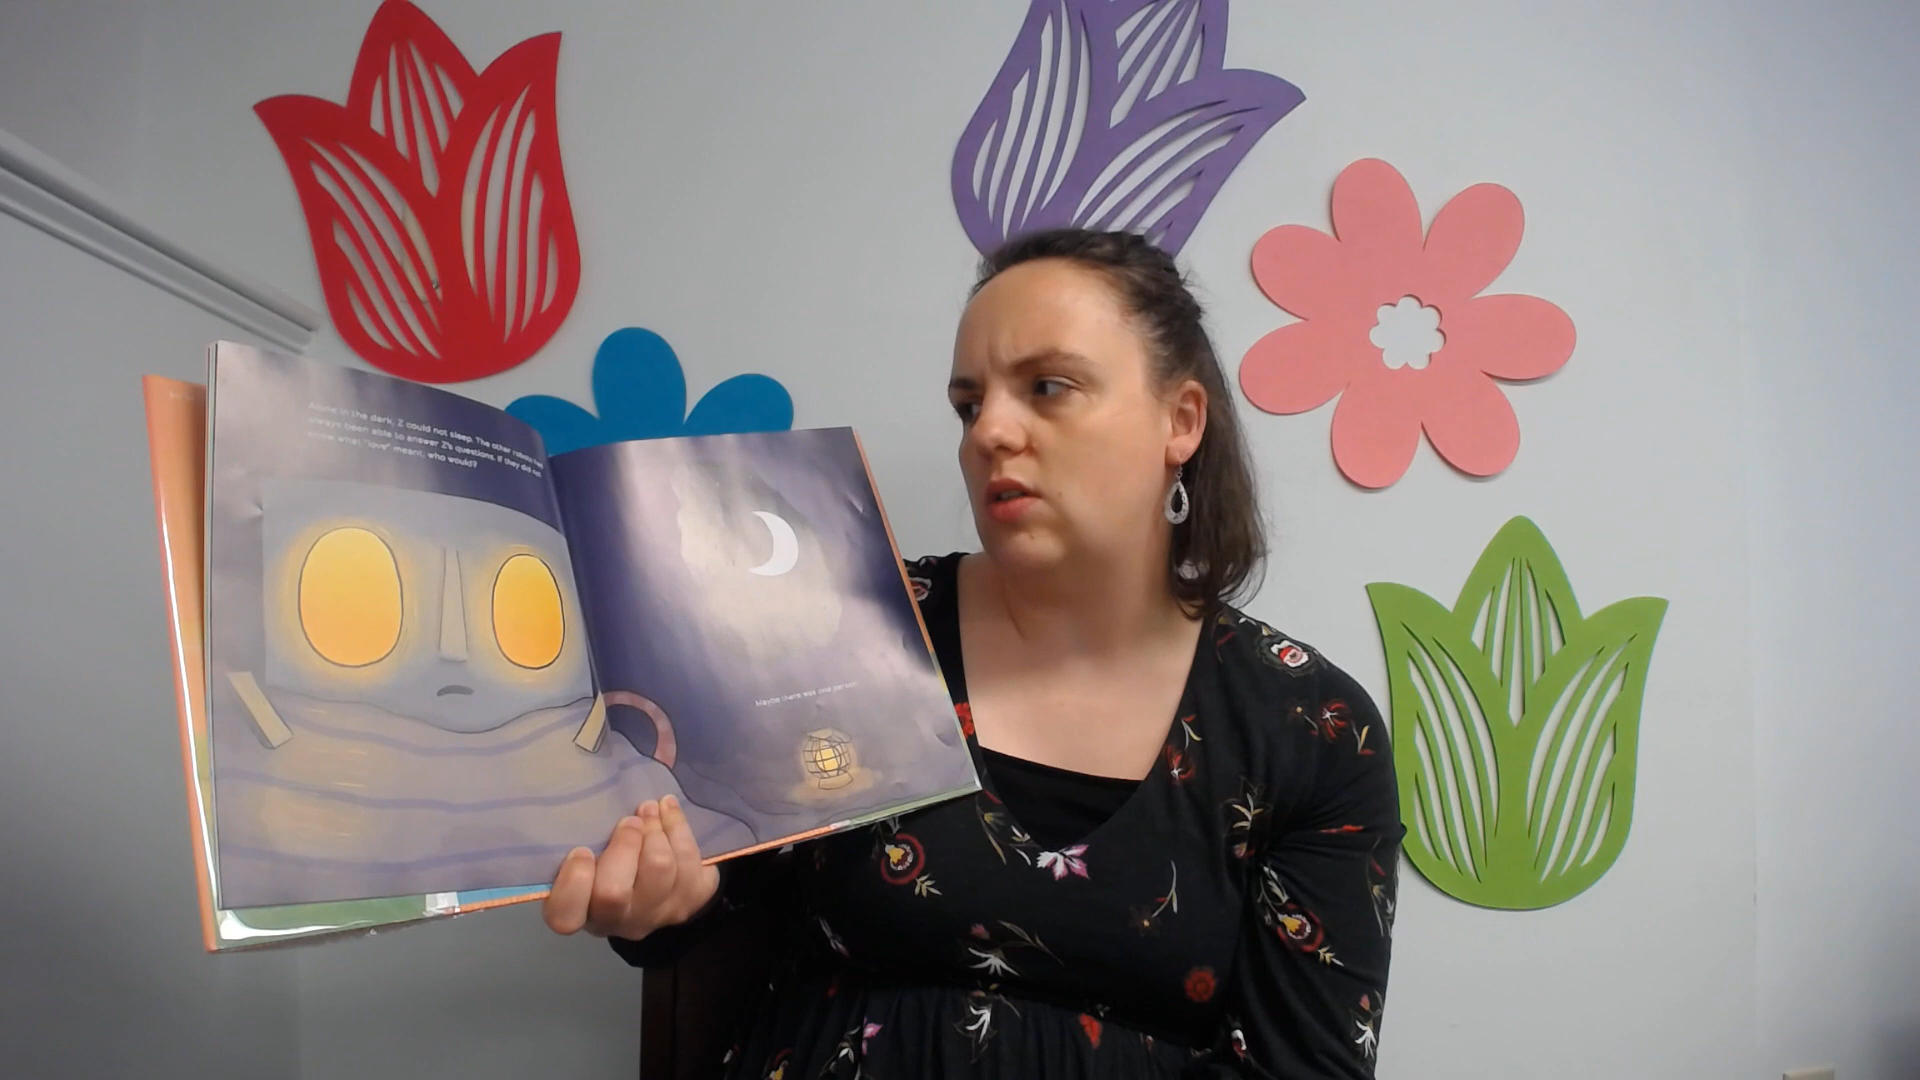 Alone in the dark, Z could not sleep. The other robots had
always been able to answer Z's questions. If they did not
know what "love" meant, who would?
Maybe there was one person.